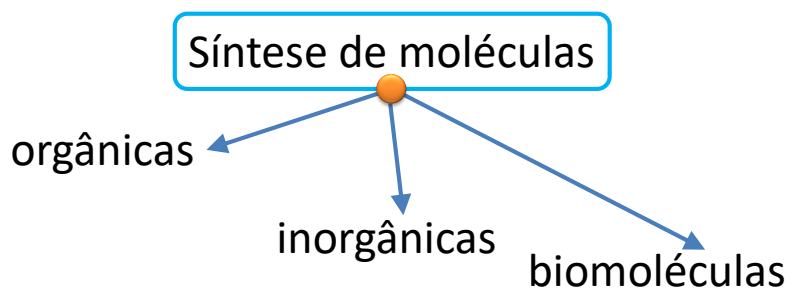 Síntese de moléculas
orgânicas
inorgânicas
biomoléculas